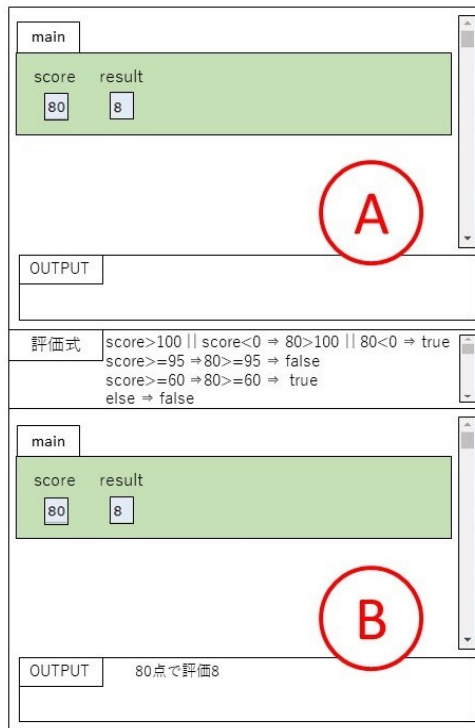 main
score result
80 8
A
OUTPUT
評価式
score>100 || score<0 ⇒ 80>100 || 80<0 ⇒ true
score>=95 ⇒80>=95 ⇒ false
score>=60 ⇒80>=60 ⇒ true
else ⇒ false
main
score result
80 8
B
OUTPUT 80点で評価8